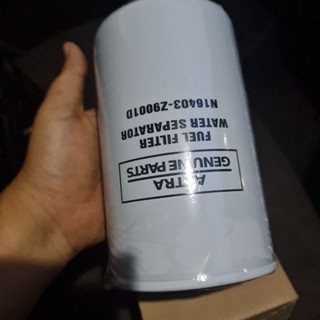 ASTRA
GENUINE PARTS
FUEL FILTER
WATER SEPARATOR
N16403-Z9001D